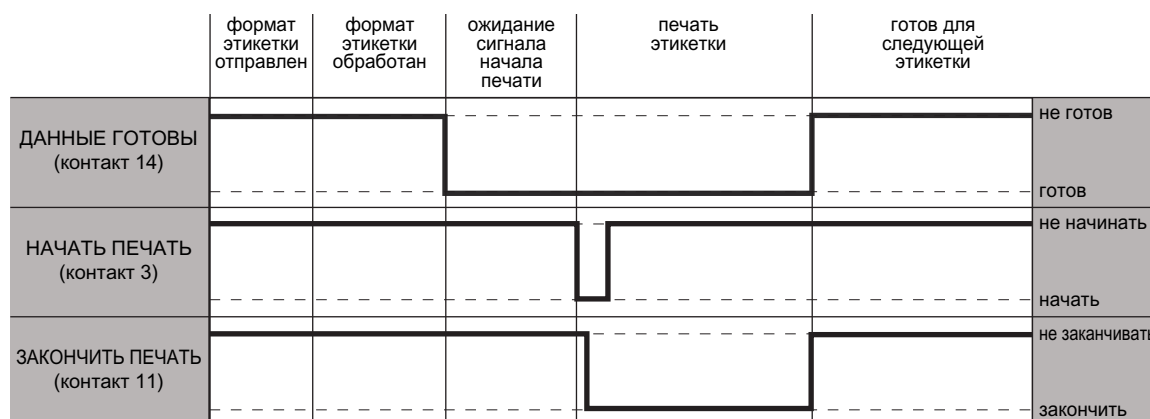 формат
этикетки
отправлен
формат
этикетки
обработан
ожидание
сигнала
начала
печати
печать
этикетки
готов для
следующей
этикетки
ДАННЫЕ ГОТОВЫ
(контакт 14)
не готов
готов
НАЧАТЬ ПЕЧАТЬ
(контакт 3)
не начинать
начать
ЗАКОНЧИТЬ ПЕЧАТЬ
(контакт 11)
не заканчивать
закончить